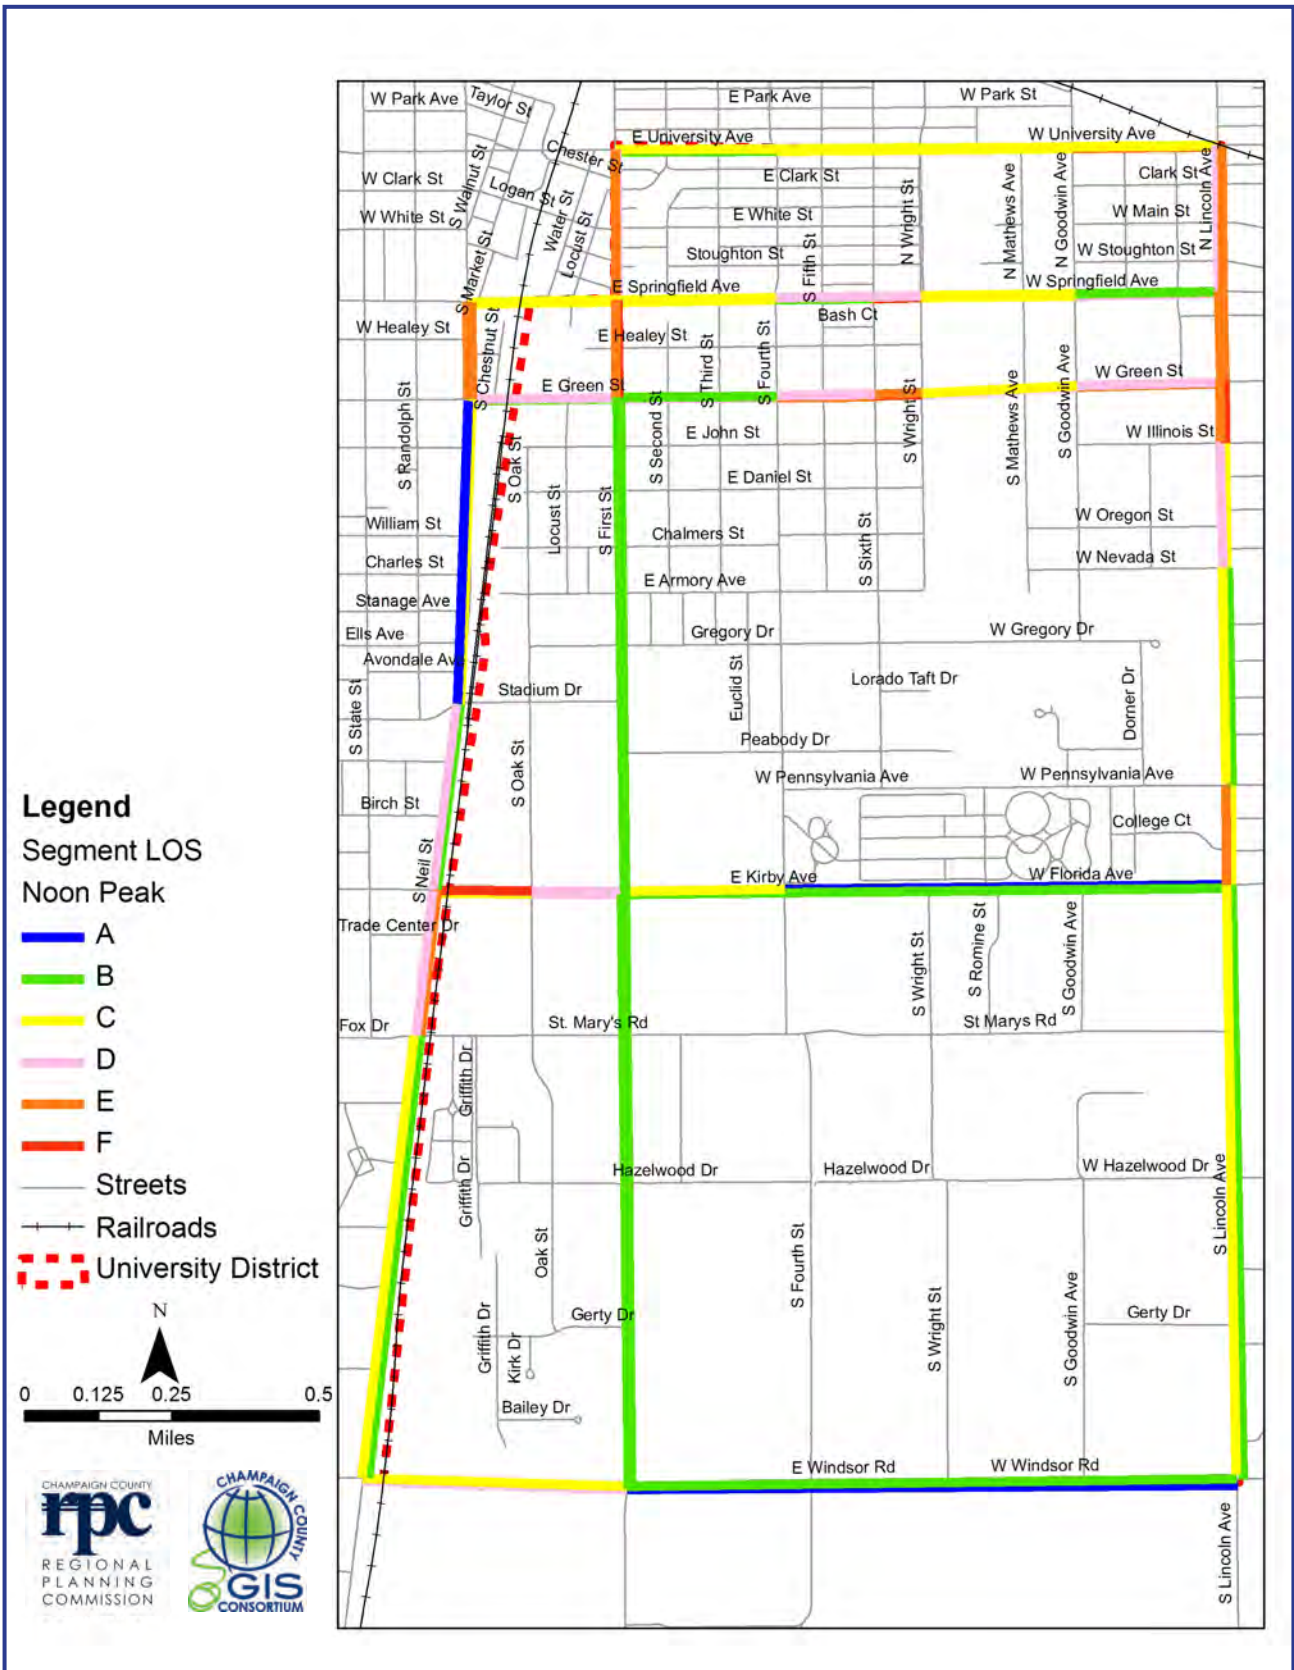 W Park Ave
Taylor St
E Park Ave
W Park St
E University Ave
W University Ave
Chester St
S Walnut St
W Clark St
Logan St
E Clark St
Clark St
N Wright St
N Mathews Ave
N Goodwin Ave
N Lincoln Ave
W White St
Water St
Locust St
E White St
W Main St
S Market St
Stoughton St
S Fifth St
W Stoughton St
E Springfield Ave
W Springfield Ave
W Healey St
S Chestnut St
E Healey St
Bash Ct
S Third St
S Fourth St
S Randolph St
E Green St
W Green St
S Wright St
S Mathews Ave
S Goodwin Ave
S Oak St
S Second St
E John St
W Illinois St
E Daniel St
Locust St
S First St
William St
Chalmers St
S Sixth St
W Oregon St
Charles St
E Armory Ave
W Nevada St
Stanage Ave
Ells Ave
Gregory Dr
W Gregory Dr
Avondale Av
S State St
Stadium Dr
Euclid St
Lorado Taft Dr
Dorner Dr
Peabody Dr
S Oak St
W Pennsylvania Ave
W Pennsylvania Ave
Birch St
College Ct
S Neil St
E Kirby Ave
W Florida Ave
Trade Center Dr
S Wright St
S Romine St
S Goodwin Ave
Fox Dr
St. Mary's Rd
St Marys Rd
Griffith Dr
Griffith Dr
Hazelwood Dr
Hazelwood Dr
W Hazelwood Dr
S Lincoln Ave
Oak St
S Fourth St
Griffith Dr
Kirk Dr
Gerty Dr
S Wright St
S Goodwin Ave
Gerty Dr
Bailey Dr
E Windsor Rd
W Windsor Rd
S Lincoln Ave
Legend
Segment LOS
Noon Peak
A
B
C
D
E
F
Streets
Railroads
University District
N
0 0.125 0.25 0.5
Miles
CHAMPAIGN COUNTY
rpc
REGIONAL
PLANNING
COMMISSION
CHAMPAIGN COUNTY
GIS
CONSORTIUM